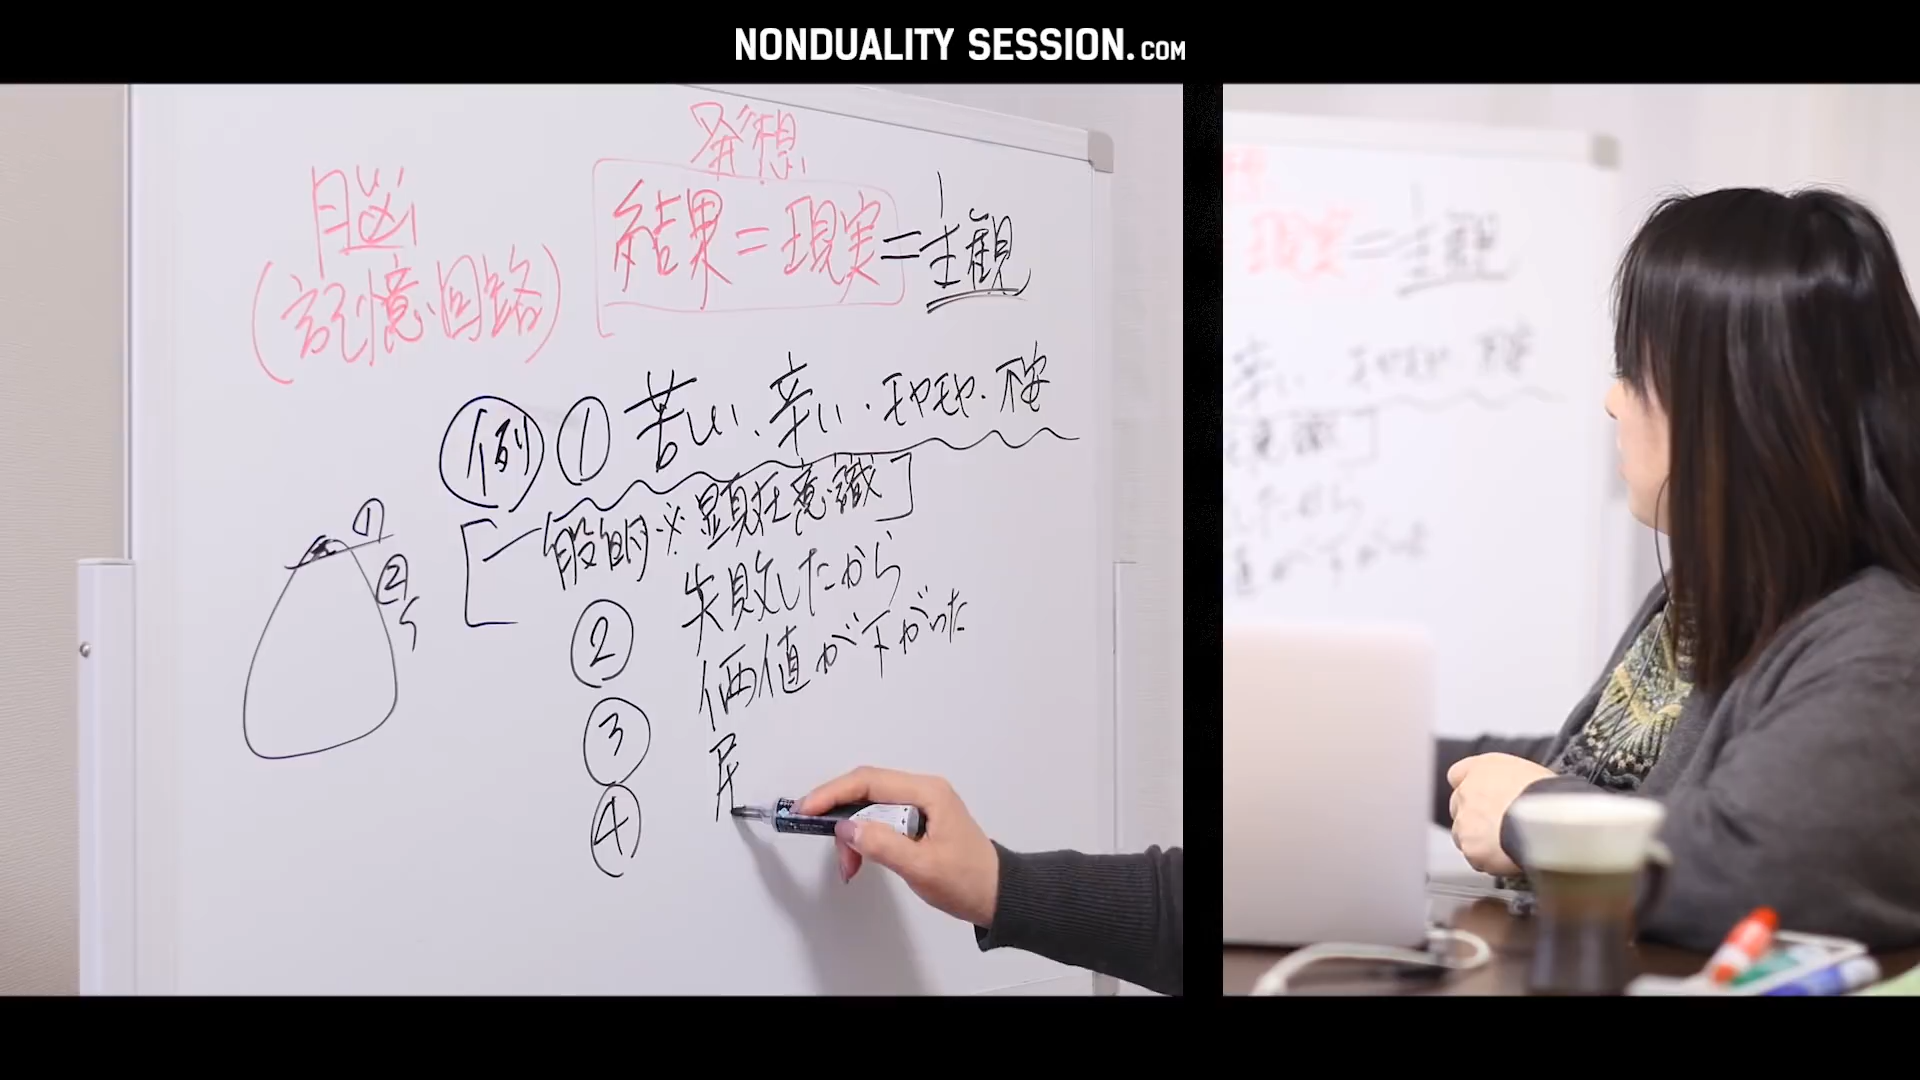 NONDUALITY SESSION.COM
発想
脳
結果=現実=主観
(記憶・回路)
例 ① 苦しい、辛い・モヤモヤ・不安
一般的※顕在意識
①
②
失敗したから
②
価値が下がった
③
④